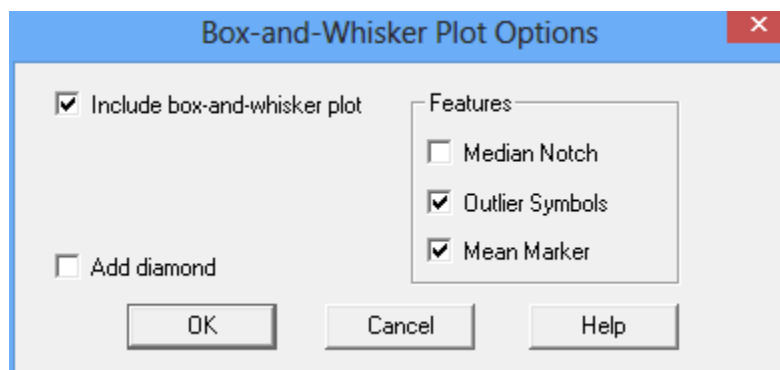 Box-and-Whisker Plot Options
Include box-and-whisker plot
Features
Median Notch
Outlier Symbols
Mean Marker
Add diamond
OK
Cancel
Help